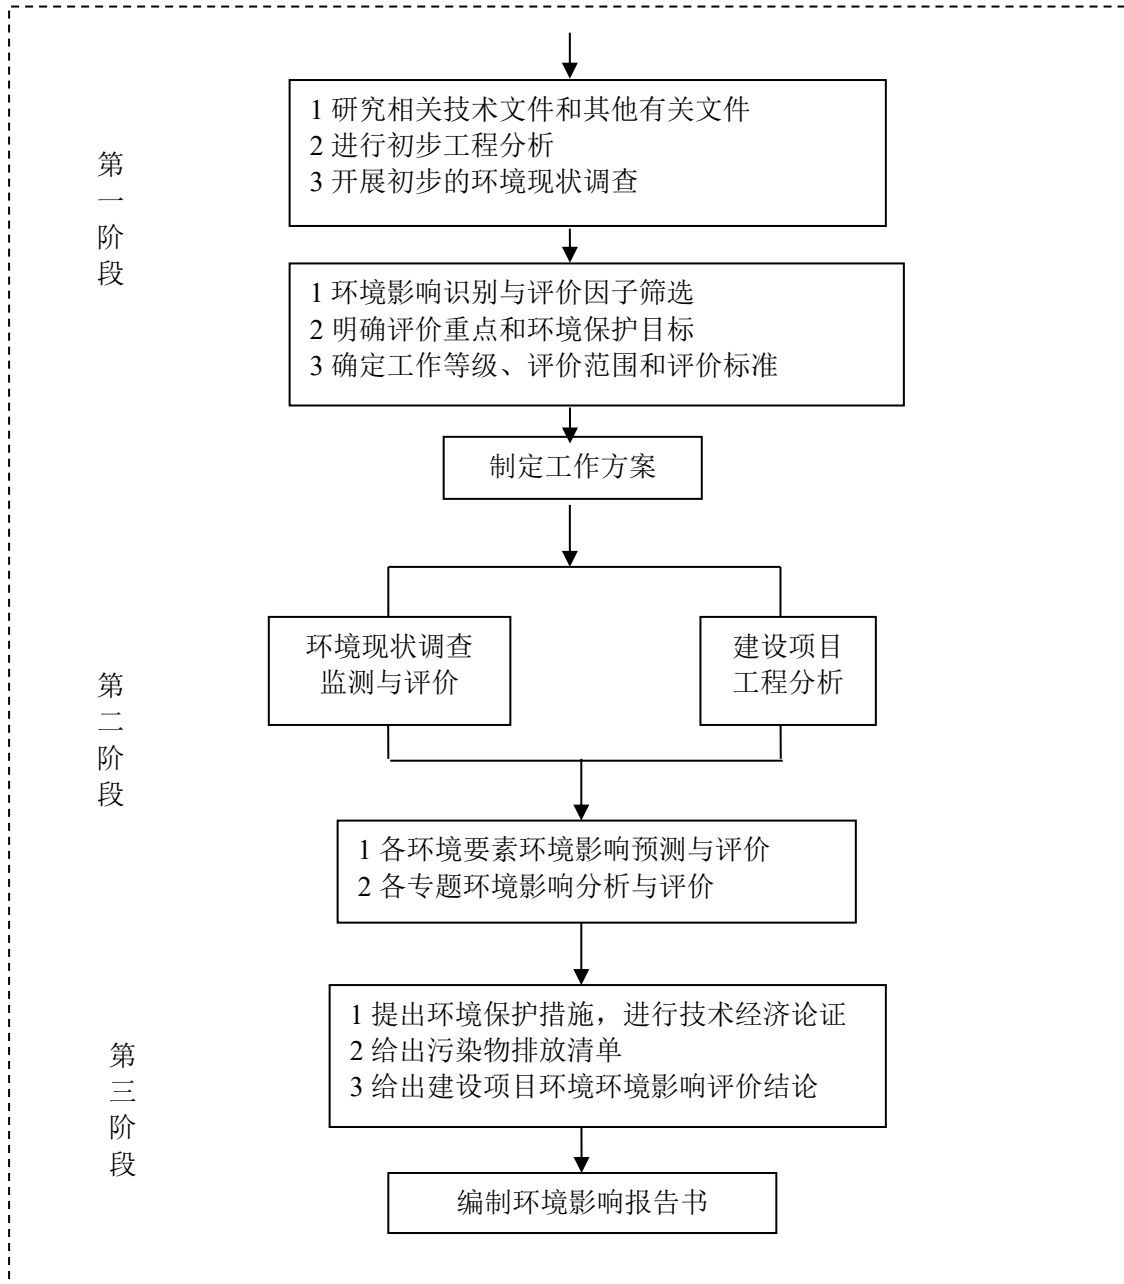 1 研究相关技术文件和其他有关文件
2 进行初步工程分析
3 开展初步的环境现状调查
第一阶段
1 环境影响识别与评价因子筛选
2 明确评价重点和环境保护目标
3 确定工作等级、评价范围和评价标准
制定工作方案
环境现状调查
监测与评价
建设项目
工程分析
第二阶段
1 各环境要素环境影响预测与评价
2 各专题环境影响分析与评价
1 提出环境保护措施，进行技术经济论证
2 给出污染物排放清单
3 给出建设项目环境环境影响评价结论
第三阶段
编制环境影响报告书